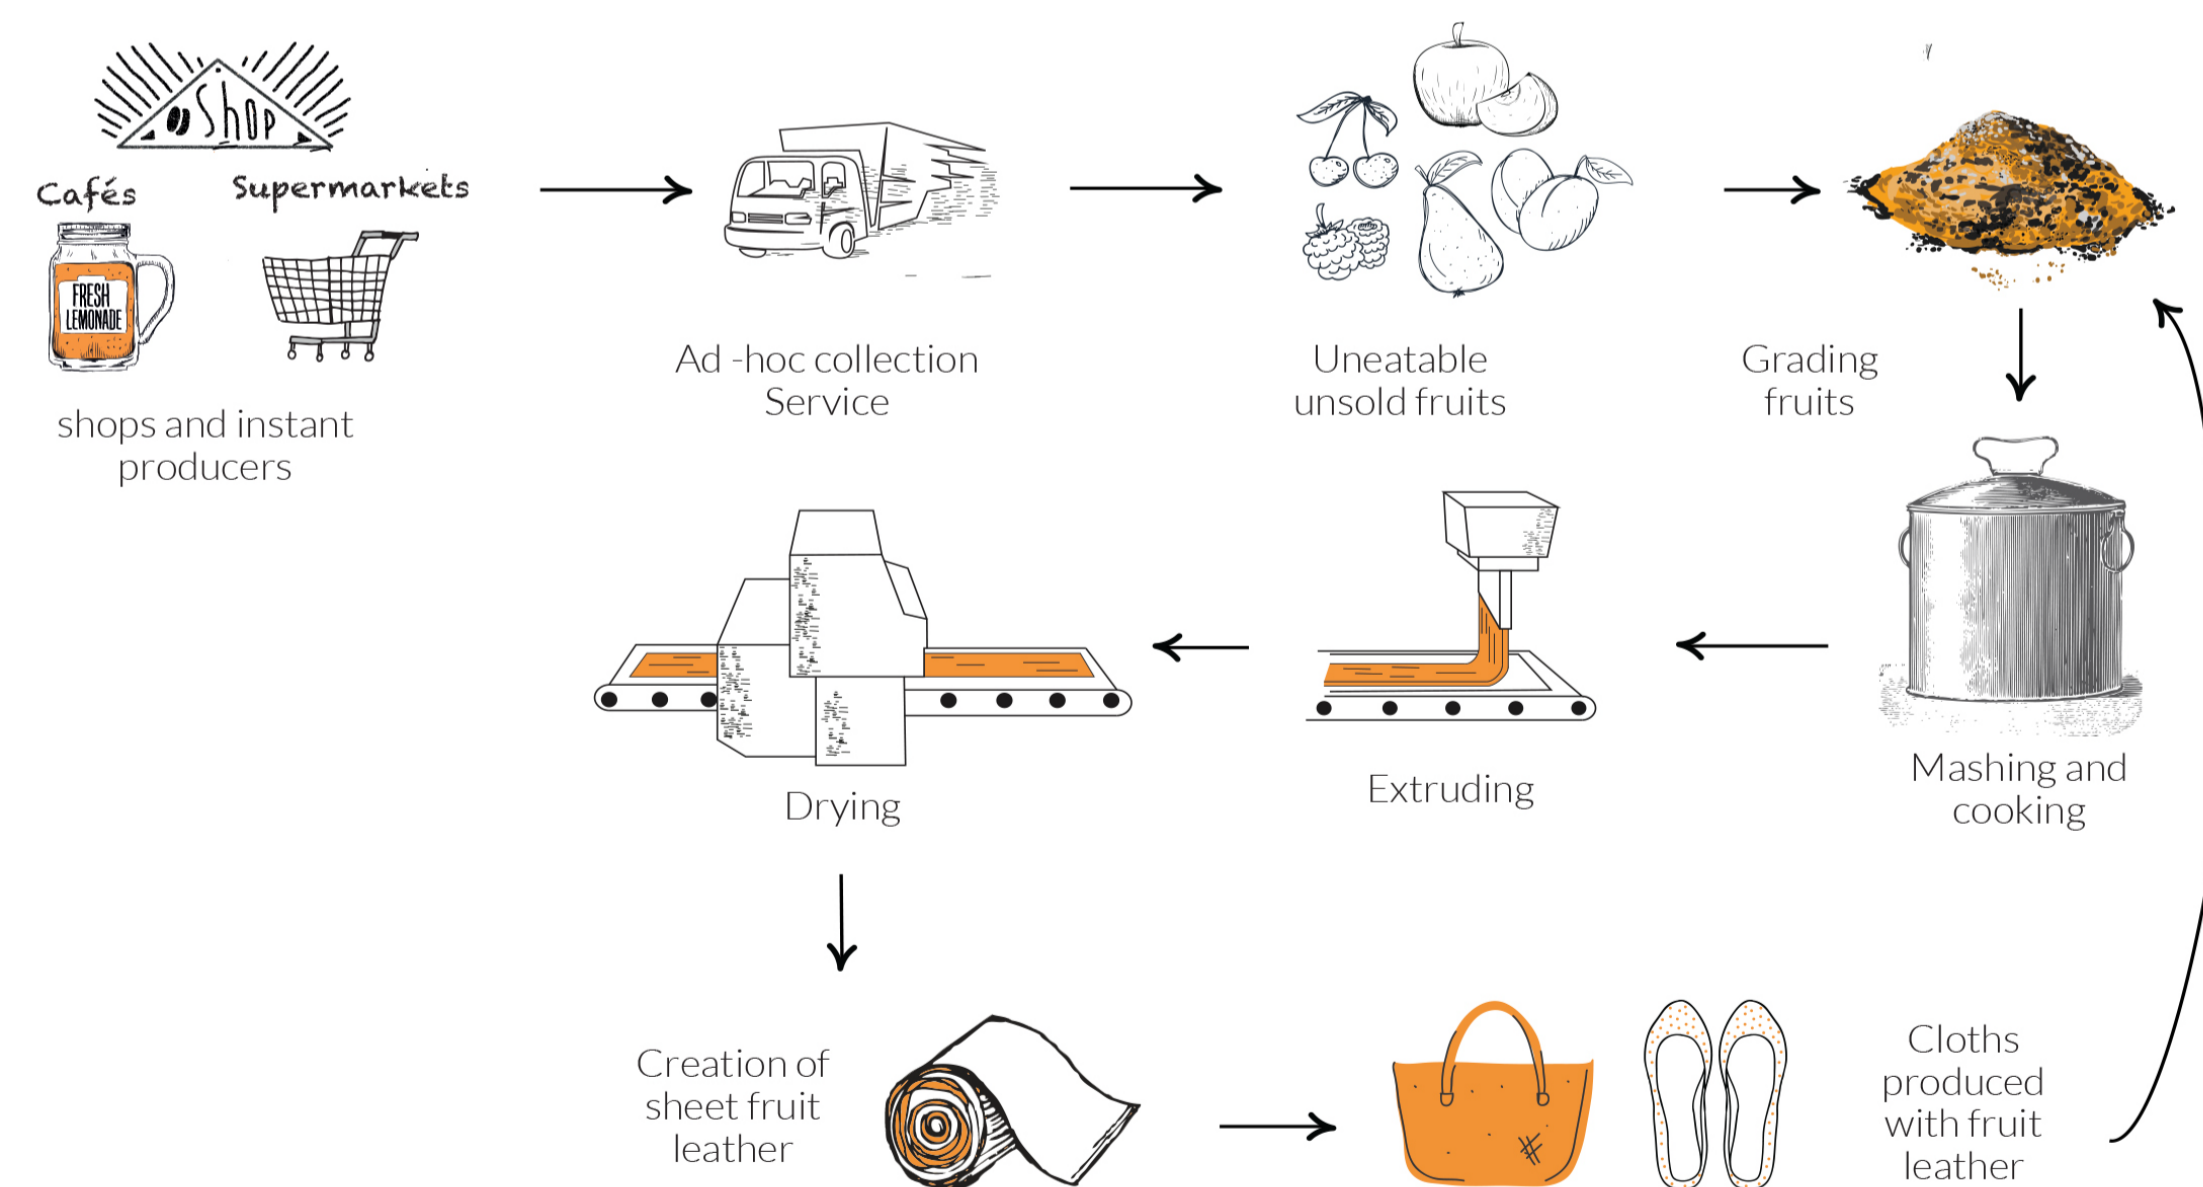 Shop
Cafés
Supermarkets
FRESH
LEMONADE
shops and instant
producers
Ad -hoc collection
Service
Uneatable
unsold fruits
Grading
fruits
Mashing and
cooking
Extruding
Drying
Creation of
sheet fruit
leather
Cloths
produced
with fruit
leather